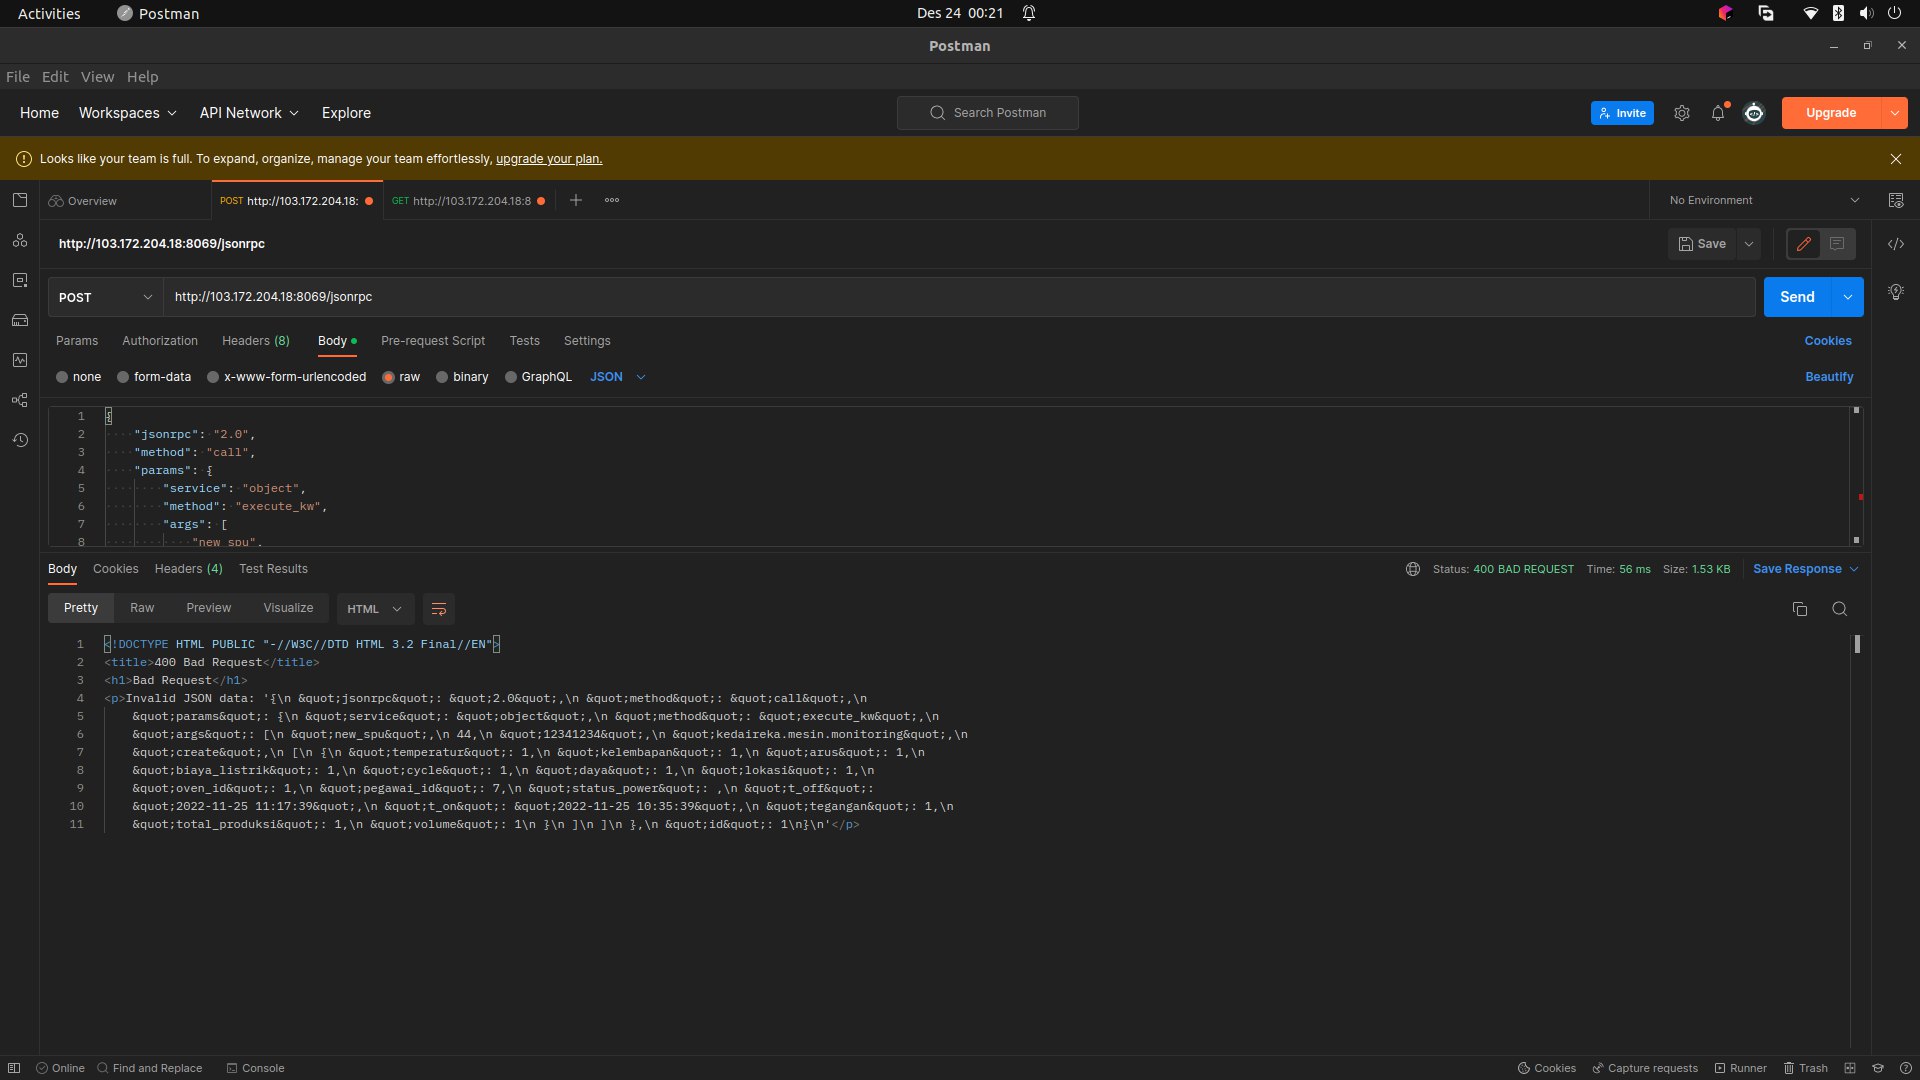 Activities Postman Des 24 00:21
Postman
File Edit View Help
Home Workspaces API Network Explore Search Postman Invite Upgrade
Looks like your team is full. To expand, organize, manage your team effortlessly, upgrade your plan.
Overview POST http://103.172.204.18: GET http://103.172.204.18:8 No Environment
http://103.172.204.18:8069/jsonrpc Save
POST http://103.172.204.18:8069/jsonrpc Send
Params Authorization Headers (8) Body Pre-request Script Tests Settings Cookies
none form-data x-www-form-urlencoded raw binary GraphQL JSON Beautify
1 {
2 "jsonrpc": "2.0",
3 "method": "call",
4 "params": {
5 "service": "object",
6 "method": "execute_kw",
7 "args": [
8 "new_spu",
Body Cookies Headers (4) Test Results Status: 400 BAD REQUEST Time: 56 ms Size: 1.53 KB Save Response
Pretty Raw Preview Visualize HTML
1 <!DOCTYPE HTML PUBLIC "-//W3C//DTD HTML 3.2 Final//EN">
2 <title>400 Bad Request</title>
3 <h1>Bad Request</h1>
4 <p>Invalid JSON data: '{\n &quot;jsonrpc&quot;: &quot;2.0&quot;,\n &quot;method&quot;: &quot;call&quot;,\n
5 &quot;params&quot;: {\n &quot;service&quot;: &quot;object&quot;,\n &quot;method&quot;: &quot;execute_kw&quot;,\n
6 &quot;args&quot;: [\n &quot;new_spu&quot;,\n 44,\n &quot;12341234&quot;,\n &quot;kedaireka.mesin.monitoring&quot;,\n
7 &quot;create&quot;,\n [\n {\n &quot;temperatur&quot;: 1,\n &quot;kelembapan&quot;: 1,\n &quot;arus&quot;: 1,\n
8 &quot;biaya_listrik&quot;: 1,\n &quot;cycle&quot;: 1,\n &quot;daya&quot;: 1,\n &quot;lokasi&quot;: 1,\n
9 &quot;oven_id&quot;: 1,\n &quot;pegawai_id&quot;: 7,\n &quot;status_power&quot;: ,\n &quot;t_off&quot;:
10 &quot;2022-11-25 11:17:39&quot;,\n &quot;t_on&quot;: &quot;2022-11-25 10:35:39&quot;,\n &quot;tegangan&quot;: 1,\n
11 &quot;total_produksi&quot;: 1,\n &quot;volume&quot;: 1\n }\n ]\n ]\n },\n &quot;id&quot;: 1\n}\n'</p>
Online Find and Replace Console Cookies Capture requests Runner Trash